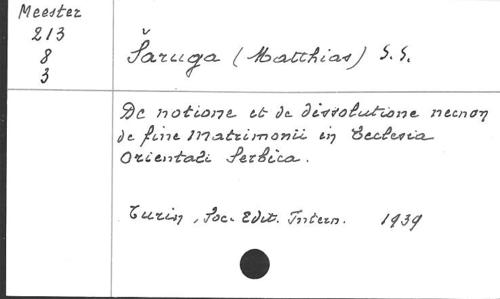 Meester
213
8
3
Šaruga (Matthias) S.S.
De notione et de dissolutione necnon
de fine Matrimonii in Ecclesia
Orientali Serbica.
Turin, Soc. Edit. Intern. 1939